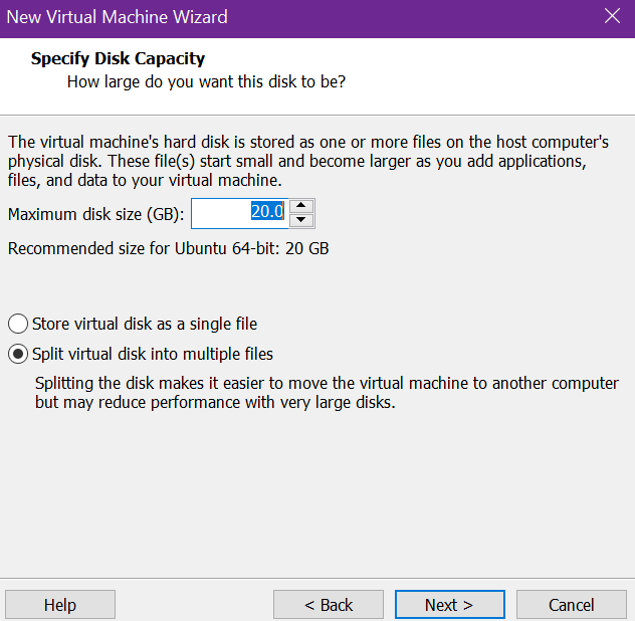 New Virtual Machine Wizard
Specify Disk Capacity
How large do you want this disk to be?
The virtual machine's hard disk is stored as one or more files on the host computer's
physical disk. These file(s) start small and become larger as you add applications,
files, and data to your virtual machine.
Maximum disk size (GB): 20.0
Recommended size for Ubuntu 64-bit: 20 GB
Store virtual disk as a single file
Split virtual disk into multiple files
Splitting the disk makes it easier to move the virtual machine to another computer
but may reduce performance with very large disks.
Help < Back Next > Cancel